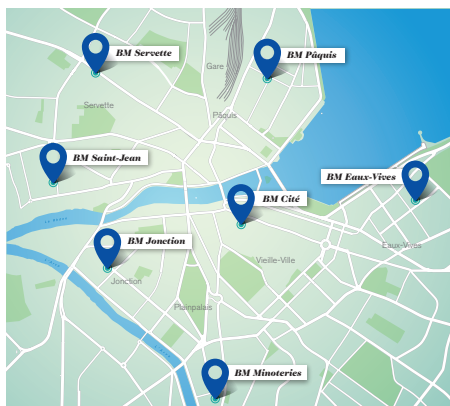 BM Servette
Gare
BM Pâquis
Servette
Pâquis
BM Saint-Jean
BM Eaux-Vives
BM Cité
BM Jonction
Eaux-Vives
Vieille-Ville
Jonction
Plainpalais
BM Minoteries